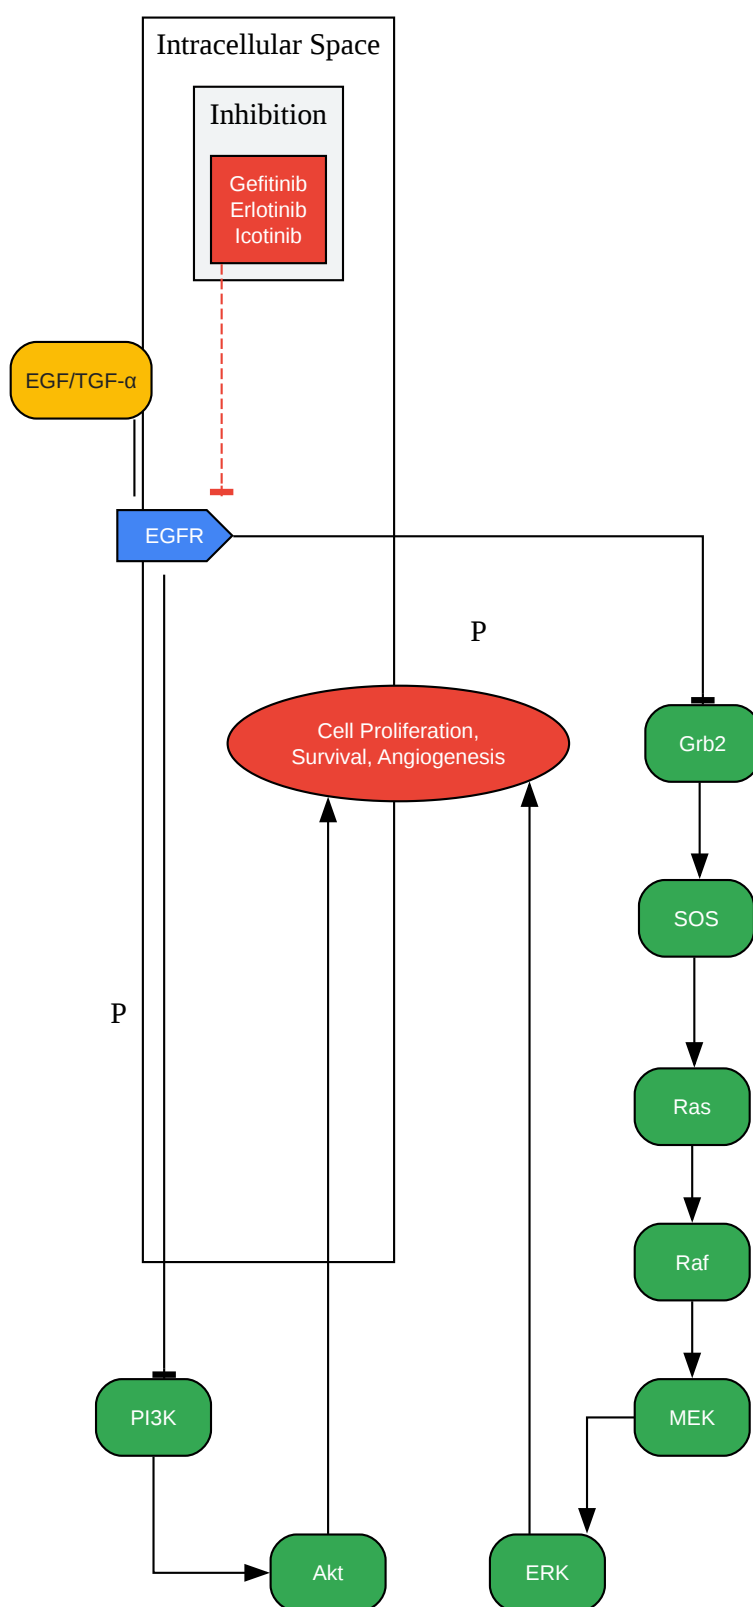 Intracellular Space
Inhibition
Gefitinib
Erlotinib
Icotinib
EGF/TGF-α
EGFR
P
Cell Proliferation,
Survival, Angiogenesis
Grb2
SOS
P
Ras
Raf
PI3K
MEK
Akt
ERK